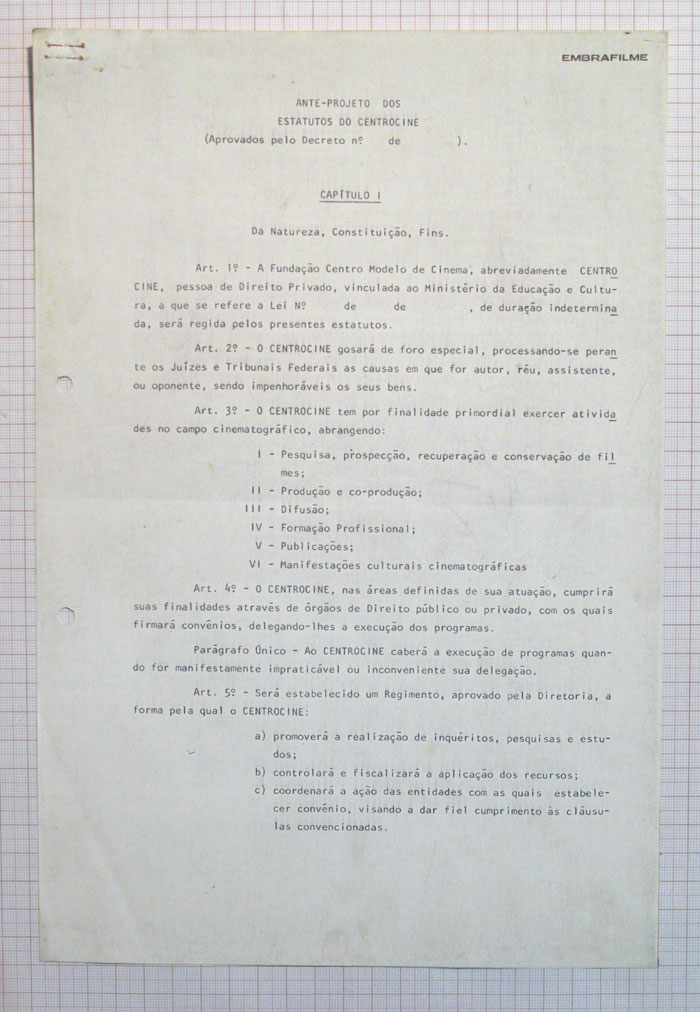 EMBRAFILME
ANTE-PROJETO DOS
ESTATUTOS DO CENTROCINE
(Aprovados pelo Decreto nº de ).
CAPÍTULO I
Da Natureza, Constituição, Fins.
Art. 1º - A Fundação Centro Modelo de Cinema, abreviadamente CENTRO
CINE, pessoa de Direito Privado, vinculada ao Ministério da Educação e Cultu-
ra, a que se refere a Lei Nº de de , de duração indetermina
da, será regida pelos presentes estatutos.
Art. 2º - O CENTROCINE gosará de foro especial, processando-se peran
te os Juízes e Tribunais Federais as causas em que for autor, réu, assistente,
ou oponente, sendo impenhoráveis os seus bens.
Art. 3º - O CENTROCINE tem por finalidade primordial exercer ativida
des no campo cinematográfico, abrangendo:
I - Pesquisa, prospecção, recuperação e conservação de fil
mes;
II - Produção e co-produção;
III - Difusão;
IV - Formação Profissional;
V - Publicações;
VI - Manifestações culturais cinematográficas
Art. 4º - O CENTROCINE, nas áreas definidas de sua atuação, cumprirá
suas finalidades através de órgãos de Direito público ou privado, com os quais
firmará convênios, delegando-lhes a execução dos programas.
Parágrafo Único - Ao CENTROCINE caberá a execução de programas quan-
do for manifestamente impraticável ou inconveniente sua delegação.
Art. 5º - Será estabelecido um Regimento, aprovado pela Diretoria, a
forma pela qual o CENTROCINE:
a) promoverá a realização de inquéritos, pesquisas e estu-
dos;
b) controlará e fiscalizará a aplicação dos recursos;
c) coordenará a ação das entidades com as quais estabele-
cer convênio, visando a dar fiel cumprimento às cláusu-
las convencionadas.